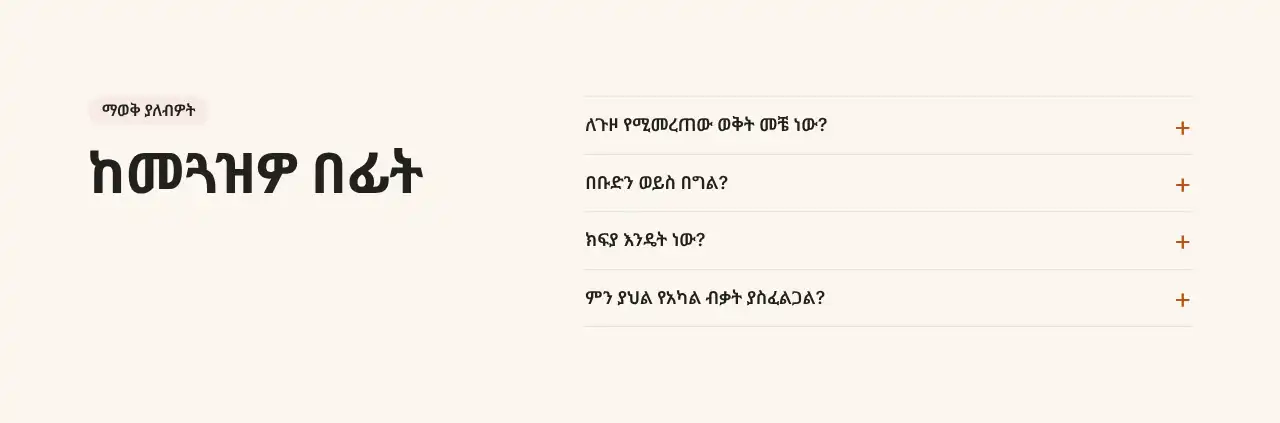 ማወቅ ያለብዎት
ከመጓዝዎ በፊት
ለጉዞ የሚመረጠው ወቅት መቼ ነው?
በቡድን ወይስ በግል?
ክፍያ እንዴት ነው?
ምን ያህል የአካል ብቃት ያስፈልጋል?